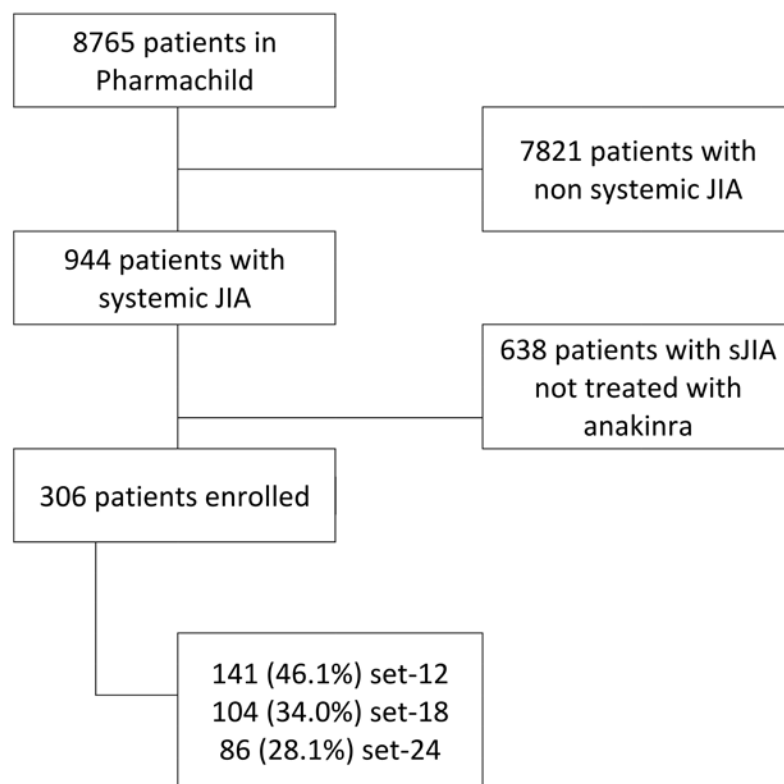 8765 patients in
Pharmachild
7821 patients with
non systemic JIA
944 patients with
systemic JIA
638 patients with sJIA
not treated with
anakinra
306 patients enrolled
141 (46.1%) set-12
104 (34.0%) set-18
86 (28.1%) set-24